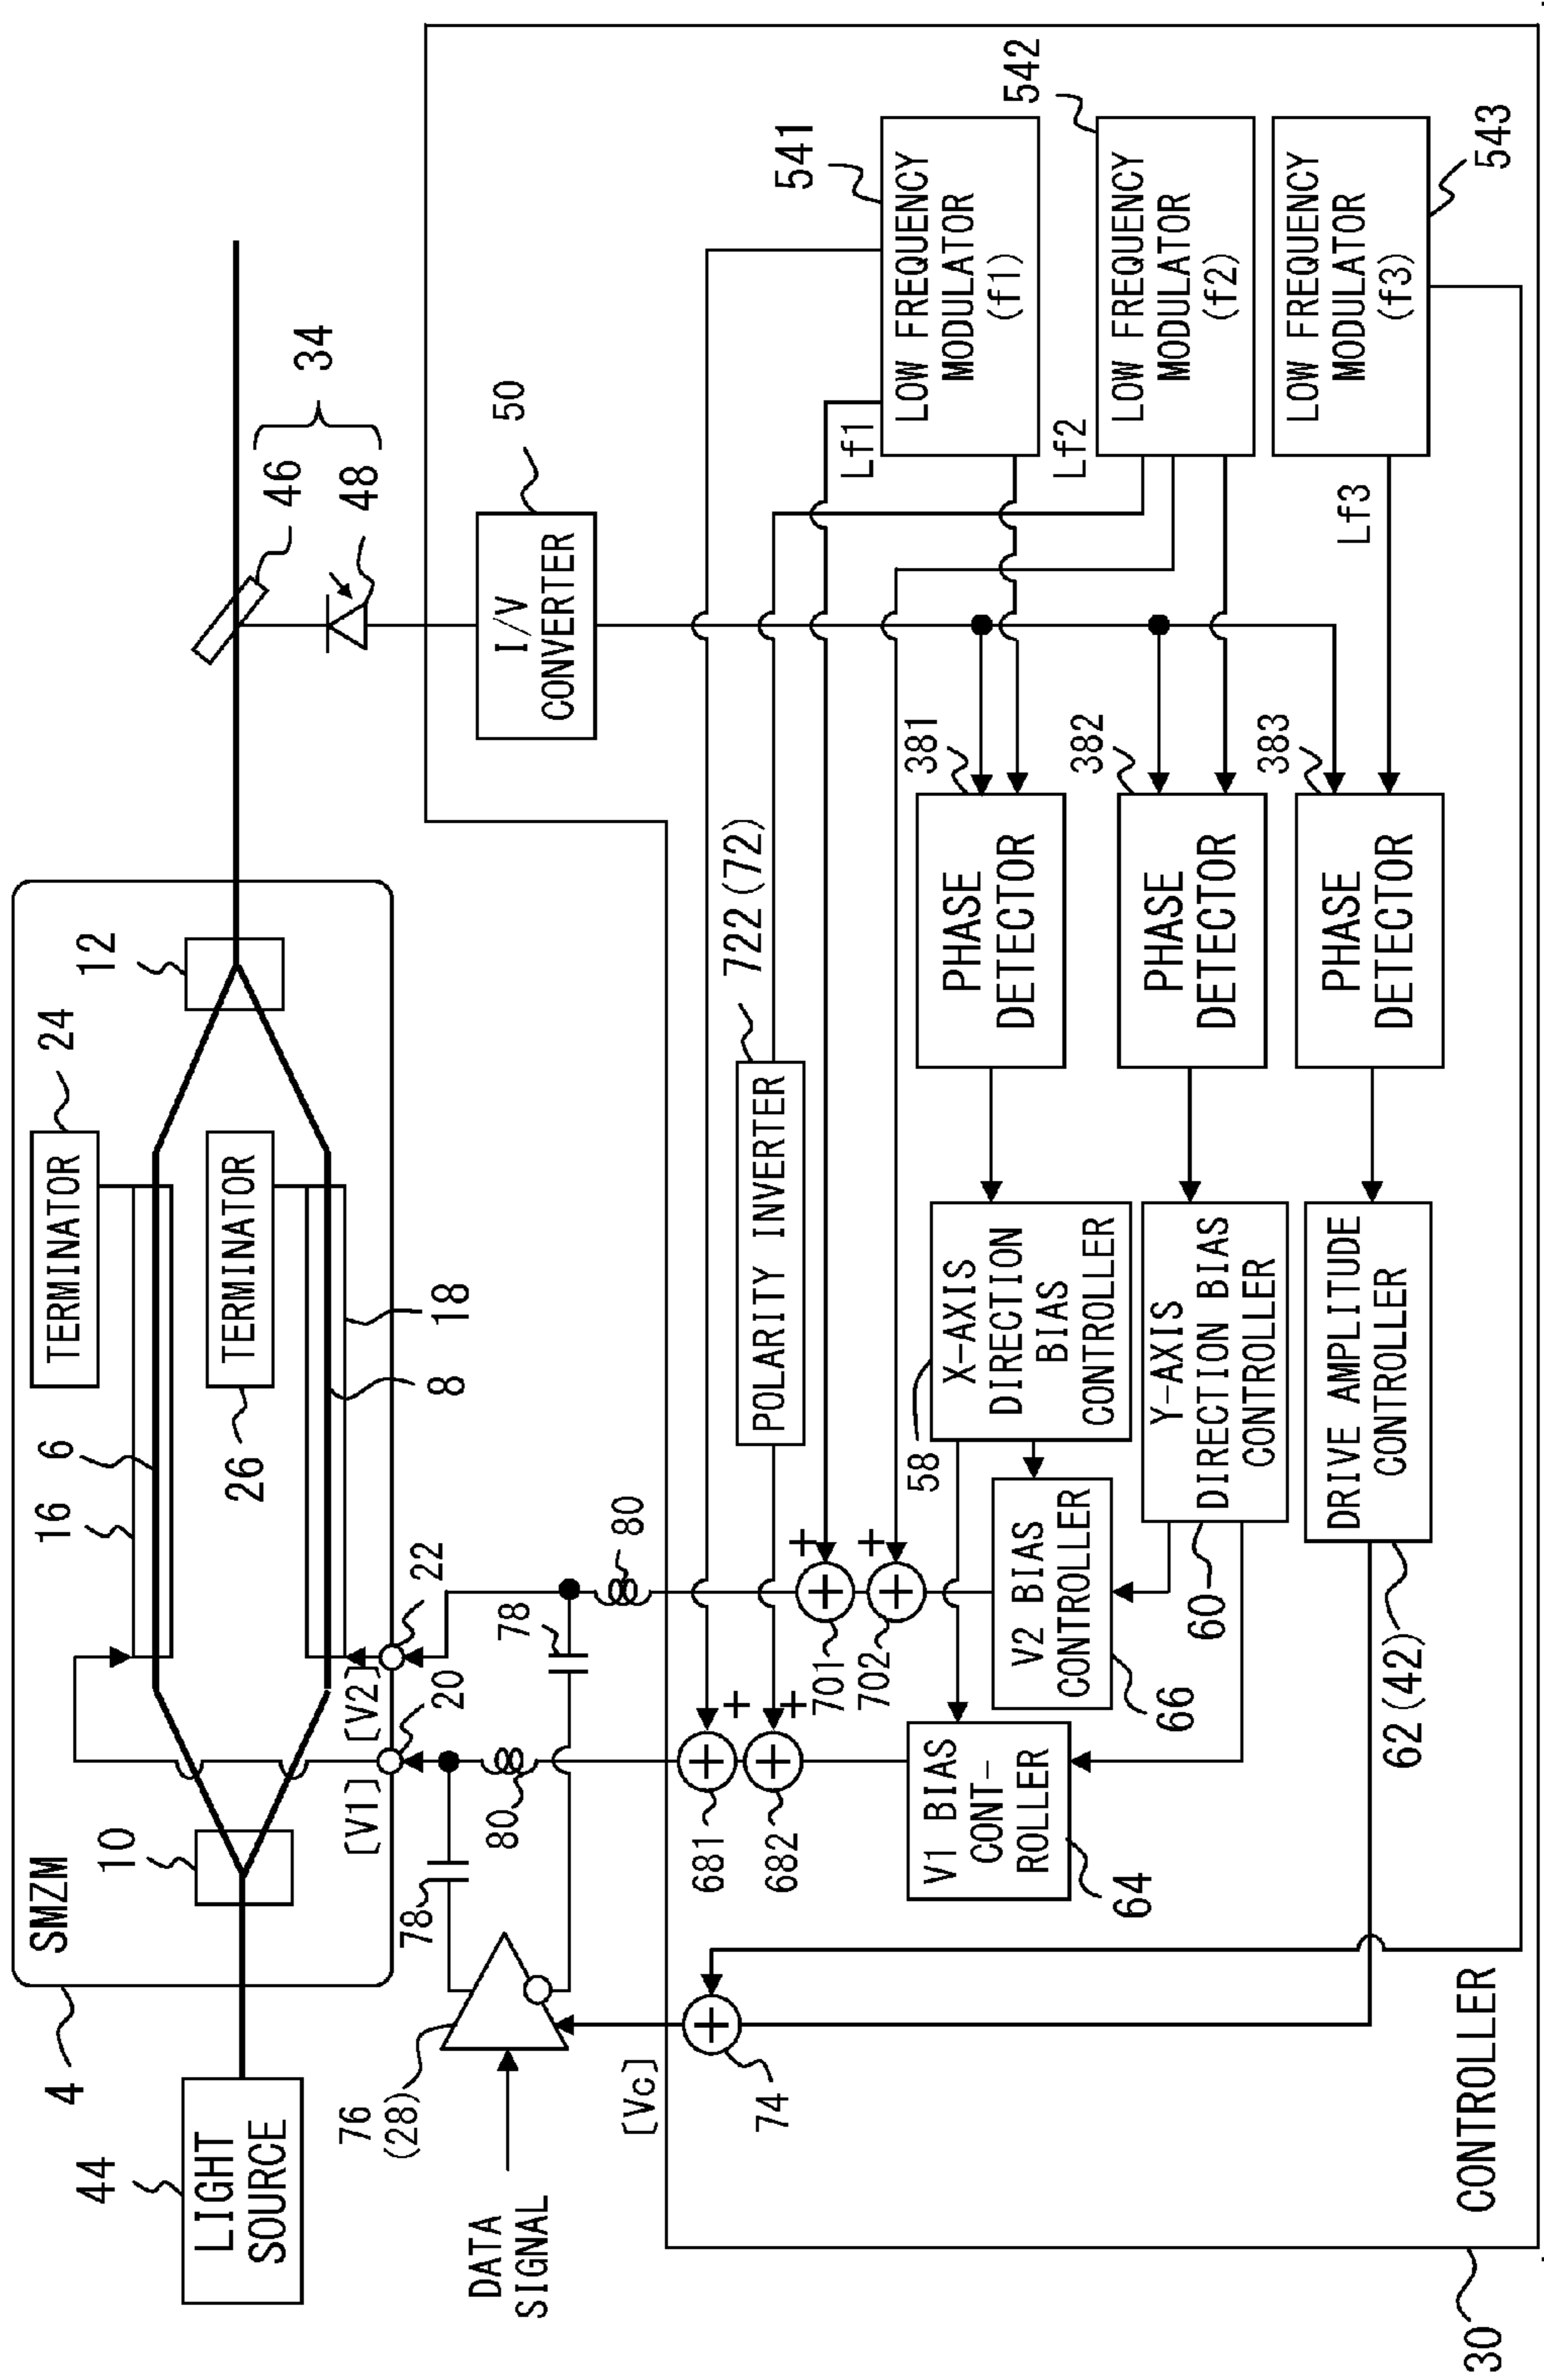 SMZM
4
10
16
6
TERMINATOR
24
TERMINATOR
26
8
18
12
44
LIGHT
SOURCE
[V1]
[V2]
20
22
46
48
34
50
I/V
CONVERTER
76
(28)
DATA
SIGNAL
78
78
80
80
[Vc]
74
681
682
701
702
+
+
+
+
+
+
+
+
+
POLARITY INVERTER
722(72)
V1 BIAS
CONT-
ROLLER
64
V2 BIAS
CONTROLLER
66
58
X-AXIS
DIRECTION
BIAS
CONTROLLER
Y-AXIS
DIRECTION BIAS
CONTROLLER
60
DRIVE AMPLITUDE
CONTROLLER
62(42)
PHASE
DETECTOR
381
PHASE
DETECTOR
382
PHASE
DETECTOR
383
Lf1
Lf2
Lf3
LOW FREQUENCY
MODULATOR
(f1)
541
LOW FREQUENCY
MODULATOR
(f2)
542
LOW FREQUENCY
MODULATOR
(f3)
543
CONTROLLER
30